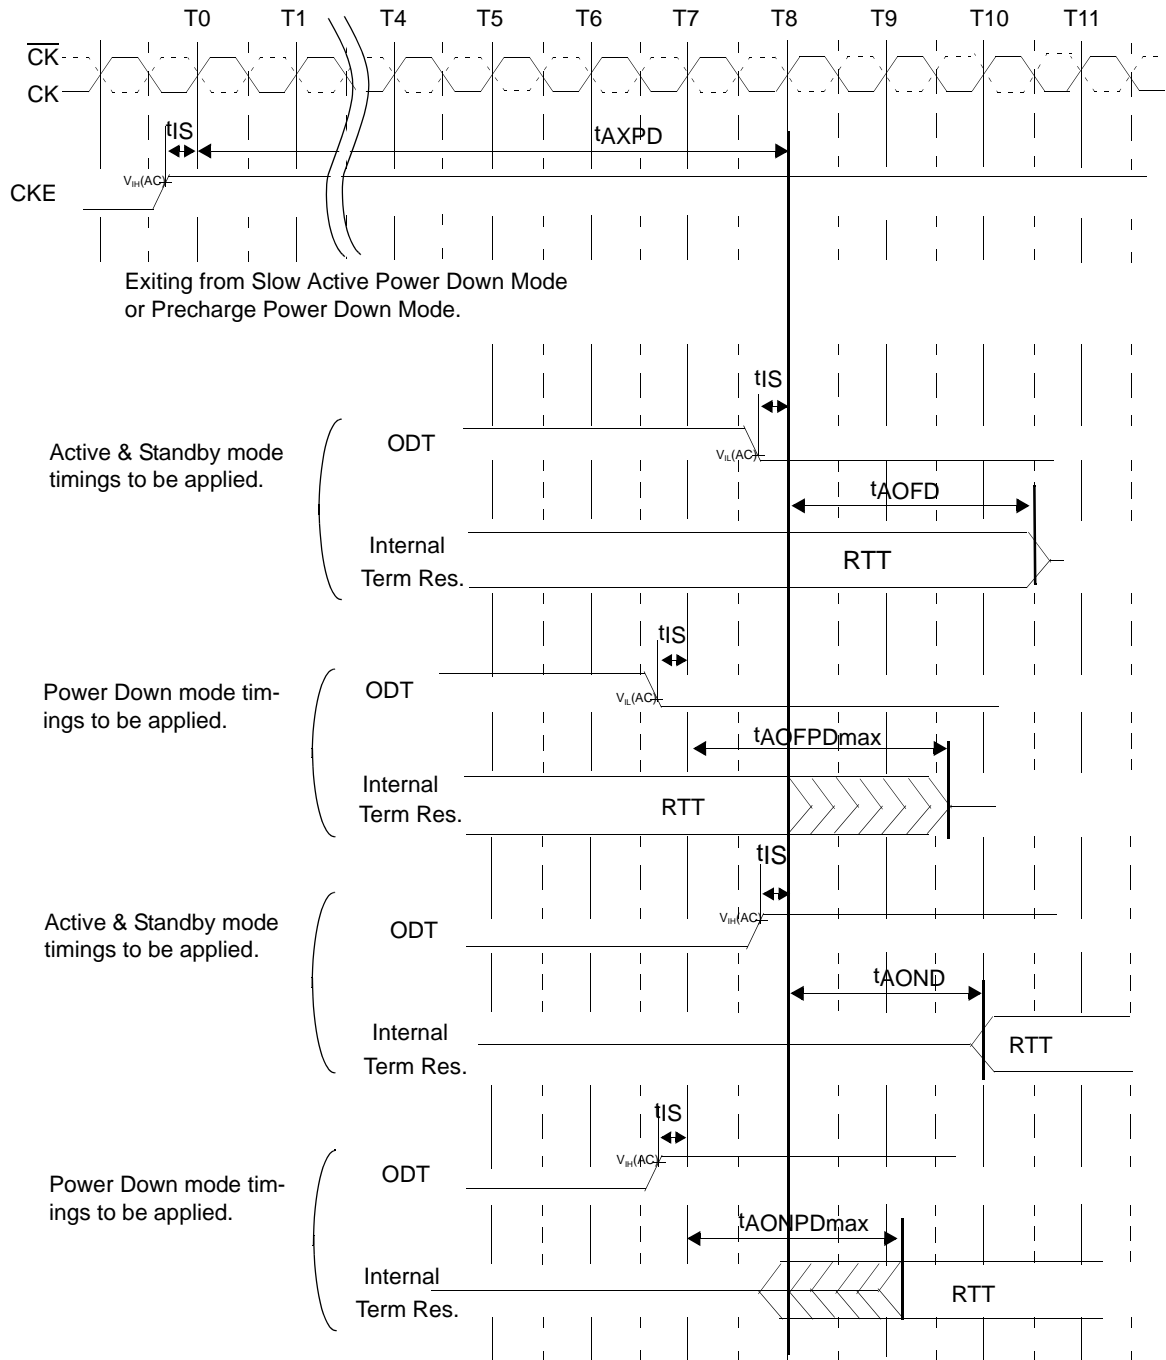 T0 T1 T4 T5 T6 T7 T8 T9 T10 T11
CK
CK
tIS
tAXPD
VIH(AC)
CKE
Exiting from Slow Active Power Down Mode
or Precharge Power Down Mode.
tIS
Active & Standby mode
timings to be applied.
ODT
VIL(AC)
tAOFD
Internal
Term Res.
RTT
tIS
Power Down mode tim-
ings to be applied.
ODT
VIL(AC)
tAOFPDmax
Internal
Term Res.
RTT
tIS
Active & Standby mode
timings to be applied.
ODT
VIH(AC)
tAOND
Internal
Term Res.
RTT
tIS
Power Down mode tim-
ings to be applied.
ODT
VIH(AC)
tAONPDmax
Internal
Term Res.
RTT